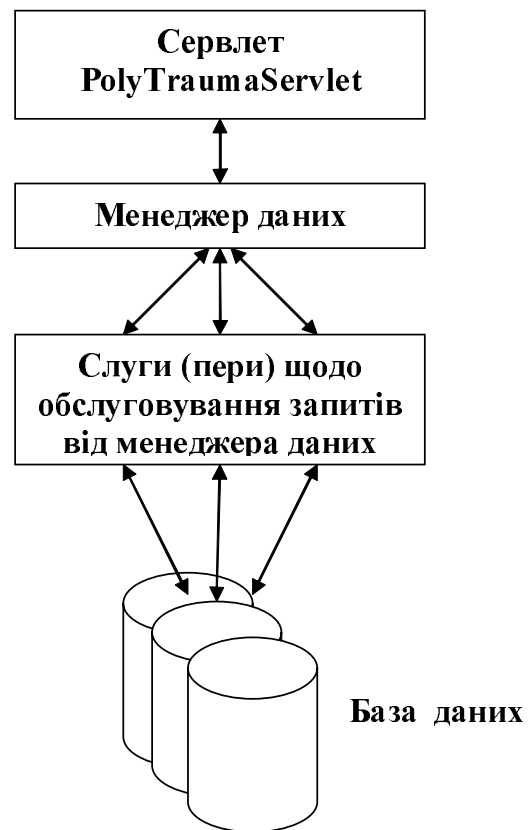 Сервлет
PolyTraumaServlet
Менеджер даних
Слуги (пери) щодо
обслуговування запитів
від менеджера даних
База даних